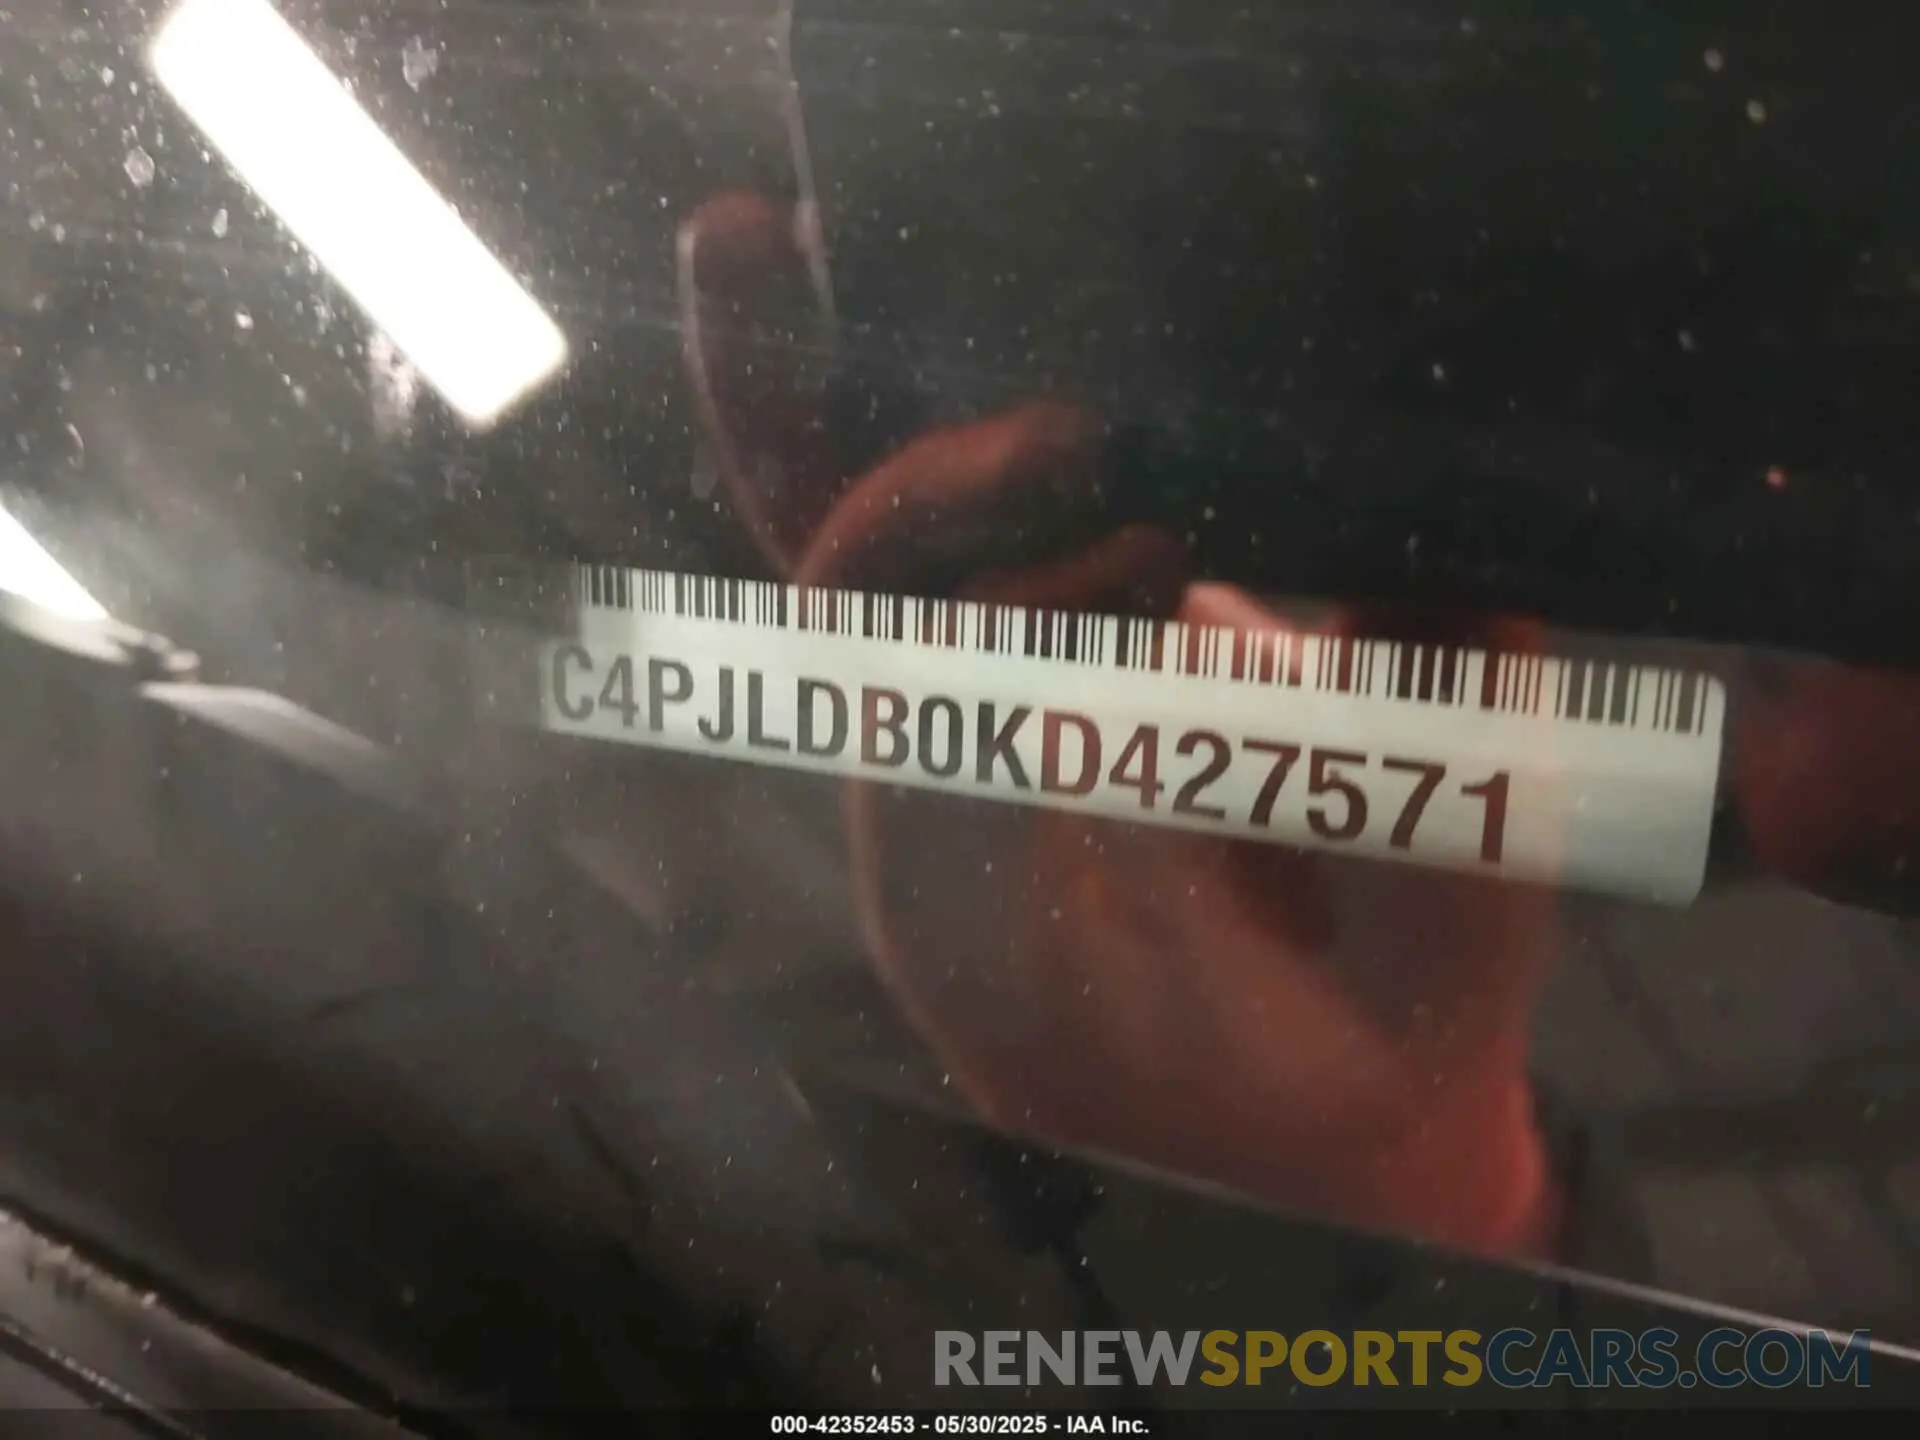 C4PJLDB0KD427571
RENEWSPORTSCARS.COM
000-42352453 - 05/30/2025 - IAA Inc.